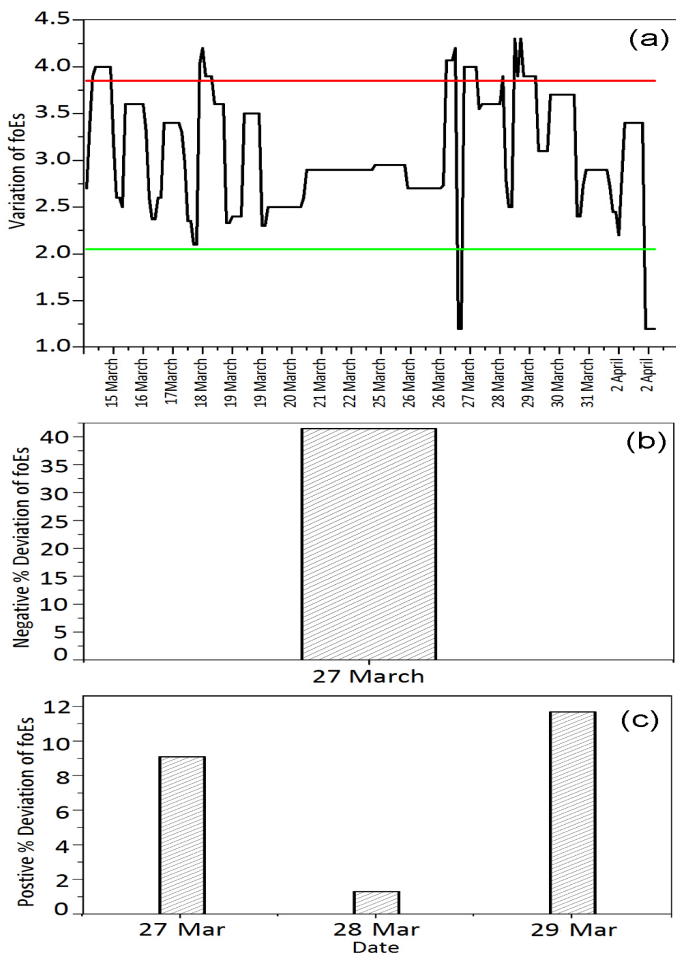 (a)
Variation of foEs
4.5
4.0
3.5
3.0
2.5
2.0
1.5
1.0
15 March
16 March
17March
18 March
19 March
19 March
20 March
21 March
22 March
25 March
26 March
26 March
27 March
28 March
29 March
30 March
31 March
2 April
2 April
(b)
Negative % Deviation of foEs
40
35
30
25
20
15
10
5
0
27 March
(c)
Postive % Deviation of foEs
12
10
8
6
4
2
0
27 Mar
28 Mar
29 Mar
Date